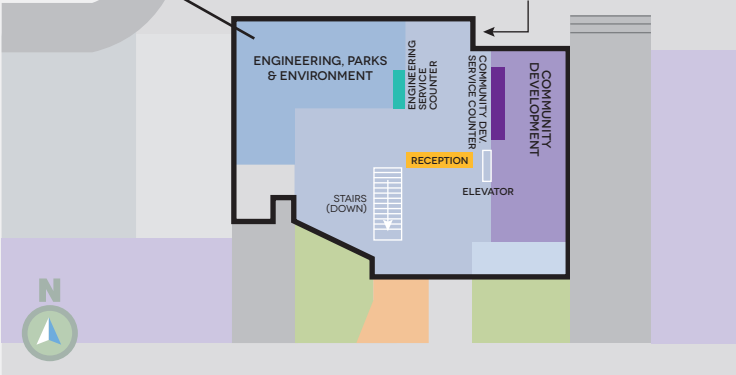 ENGINEERING, PARKS
& ENVIRONMENT
ENGINEERING
SERVICE
COUNTER
COMMUNITY DEV.
SERVICE COUNTER
COMMUNITY
DEVELOPMENT
RECEPTION
ELEVATOR
STAIRS
(DOWN)
N